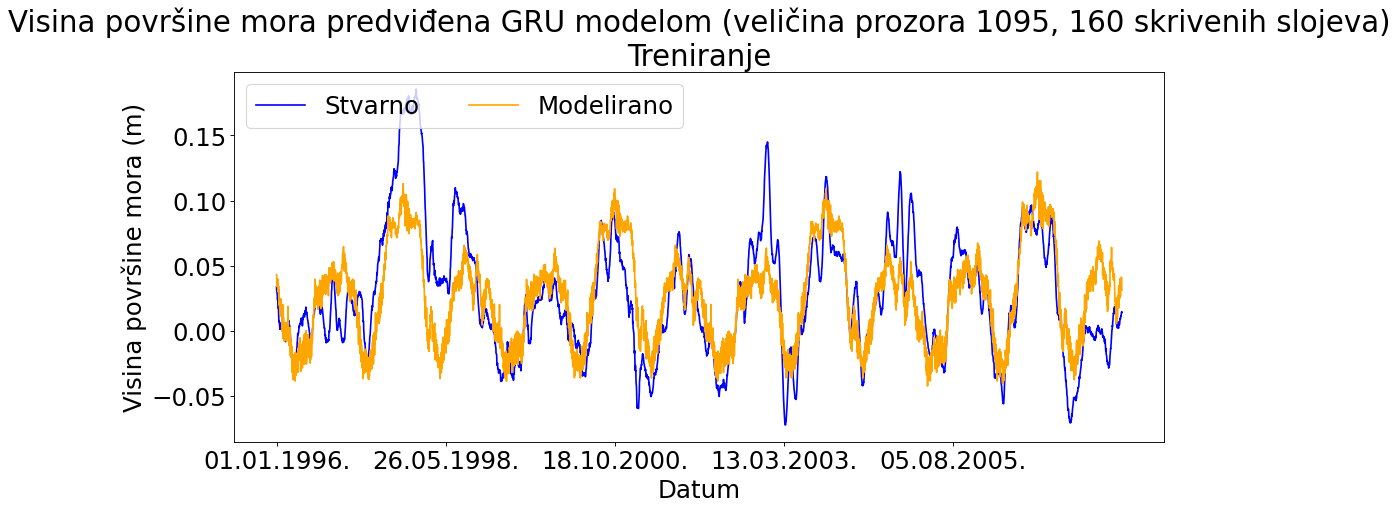 Visina površine mora predviđena GRU modelom (veličina prozora 1095, 160 skrivenih slojeva)
Treniranje
Stvarno
Modelirano
Visina površine mora (m)
0.15
0.10
0.05
0.00
−0.05
01.01.1996.
26.05.1998.
18.10.2000.
13.03.2003.
05.08.2005.
Datum